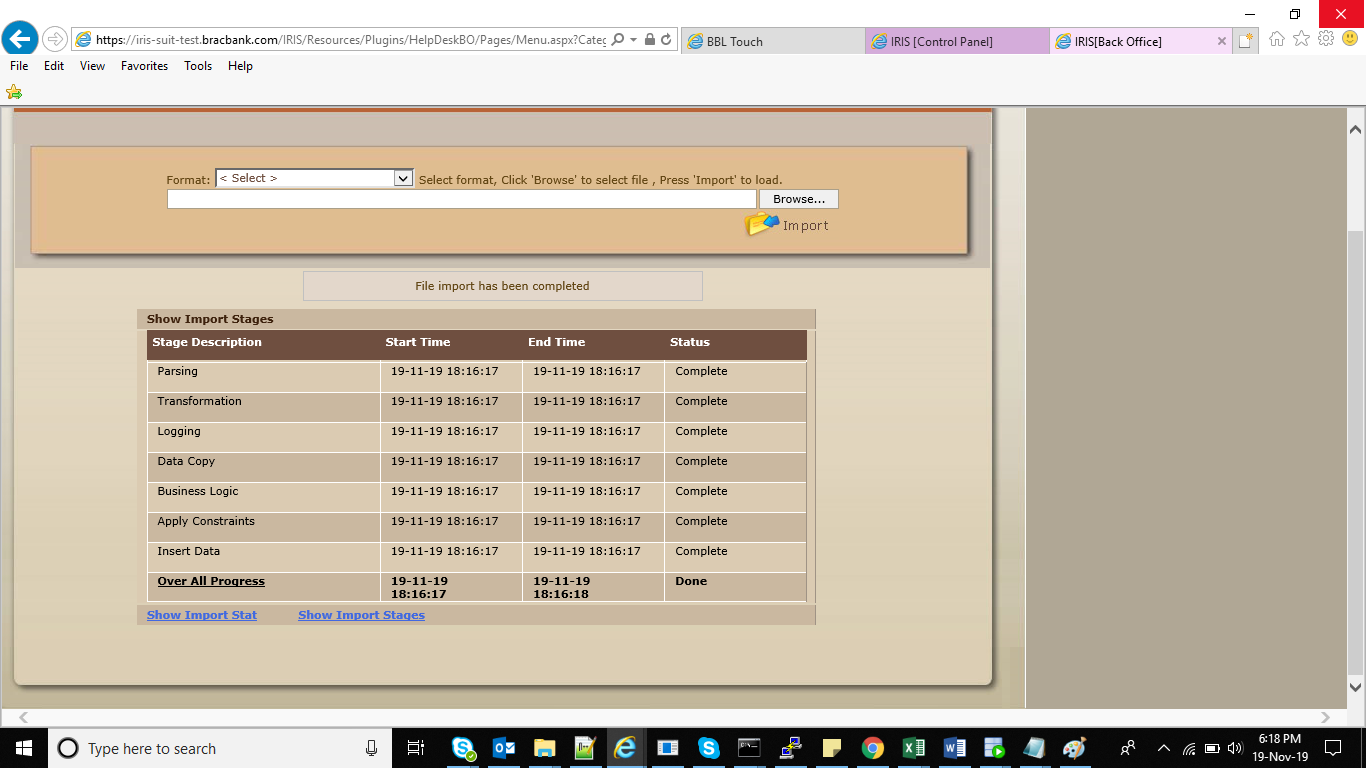 https://iris-suit-test.bracbank.com/IRIS/Resources/Plugins/HelpDeskBO/Pages/Menu.aspx?Categ
BBL Touch
IRIS [Control Panel]
IRIS[Back Office]
File Edit View Favorites Tools Help
Format: < Select > Select format, Click 'Browse' to select file , Press 'Import' to load.
Browse...
Import
File import has been completed
Show Import Stages
Stage Description Start Time End Time Status
Parsing 19-11-19 18:16:17 19-11-19 18:16:17 Complete
Transformation 19-11-19 18:16:17 19-11-19 18:16:17 Complete
Logging 19-11-19 18:16:17 19-11-19 18:16:17 Complete
Data Copy 19-11-19 18:16:17 19-11-19 18:16:17 Complete
Business Logic 19-11-19 18:16:17 19-11-19 18:16:17 Complete
Apply Constraints 19-11-19 18:16:17 19-11-19 18:16:17 Complete
Insert Data 19-11-19 18:16:17 19-11-19 18:16:17 Complete
Over All Progress 19-11-19 19-11-19 Done
18:16:17 18:16:18
Show Import Stat Show Import Stages
Type here to search
6:18 PM
19-Nov-19